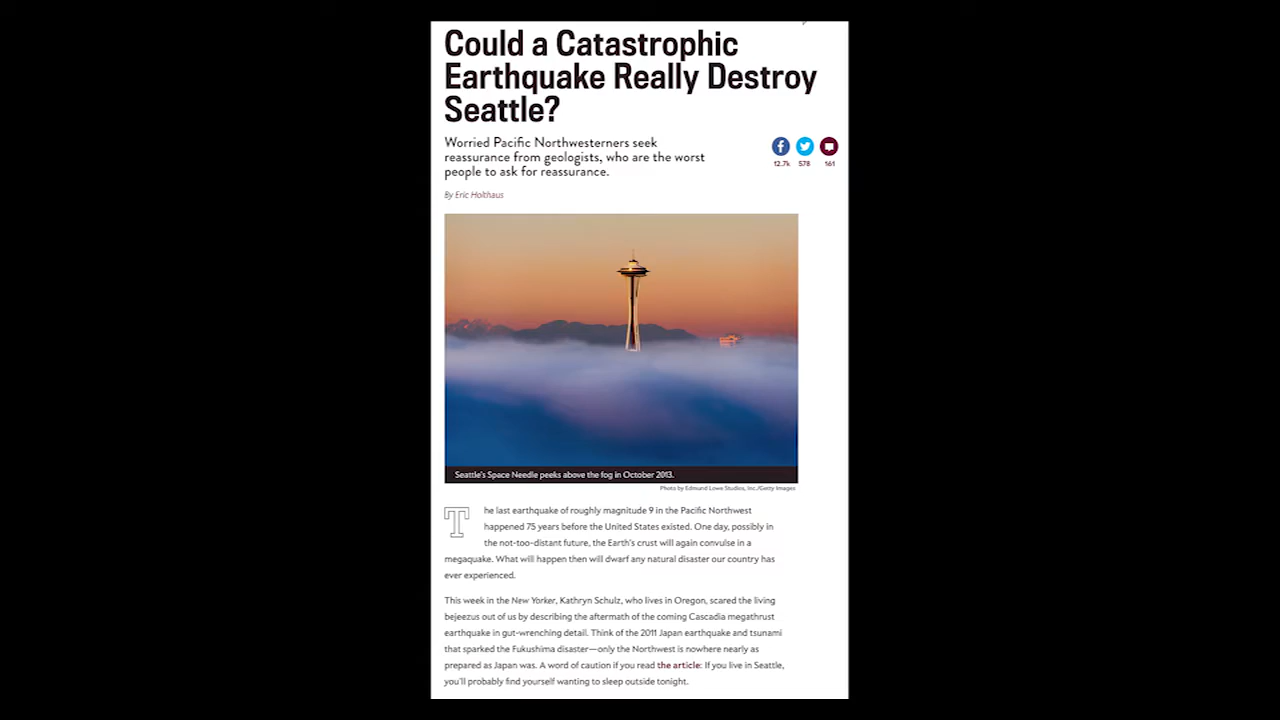 Could a Catastrophic
Earthquake Really Destroy
Seattle?
Worried Pacific Northwesterners seek
reassurance from geologists, who are the worst
people to ask for reassurance.
12.7k 578 161
By Eric Holthaus
Seattle's Space Needle peeks above the fog in October 2013.
Photo by Edmund Lowe Studios, Inc./Getty Images
The last earthquake of roughly magnitude 9 in the Pacific Northwest
happened 75 years before the United States existed. One day, possibly in
the not-too-distant future, the Earth's crust will again convulse in a
megaquake. What will happen then will dwarf any natural disaster our country has
ever experienced.
This week in the New Yorker, Kathryn Schulz, who lives in Oregon, scared the living
bejeezus out of us by describing the aftermath of the coming Cascadia megathrust
earthquake in gut-wrenching detail. Think of the 2011 Japan earthquake and tsunami
that sparked the Fukushima disaster—only the Northwest is nowhere nearly as
prepared as Japan was. A word of caution if you read the article: If you live in Seattle,
you'll probably find yourself wanting to sleep outside tonight.